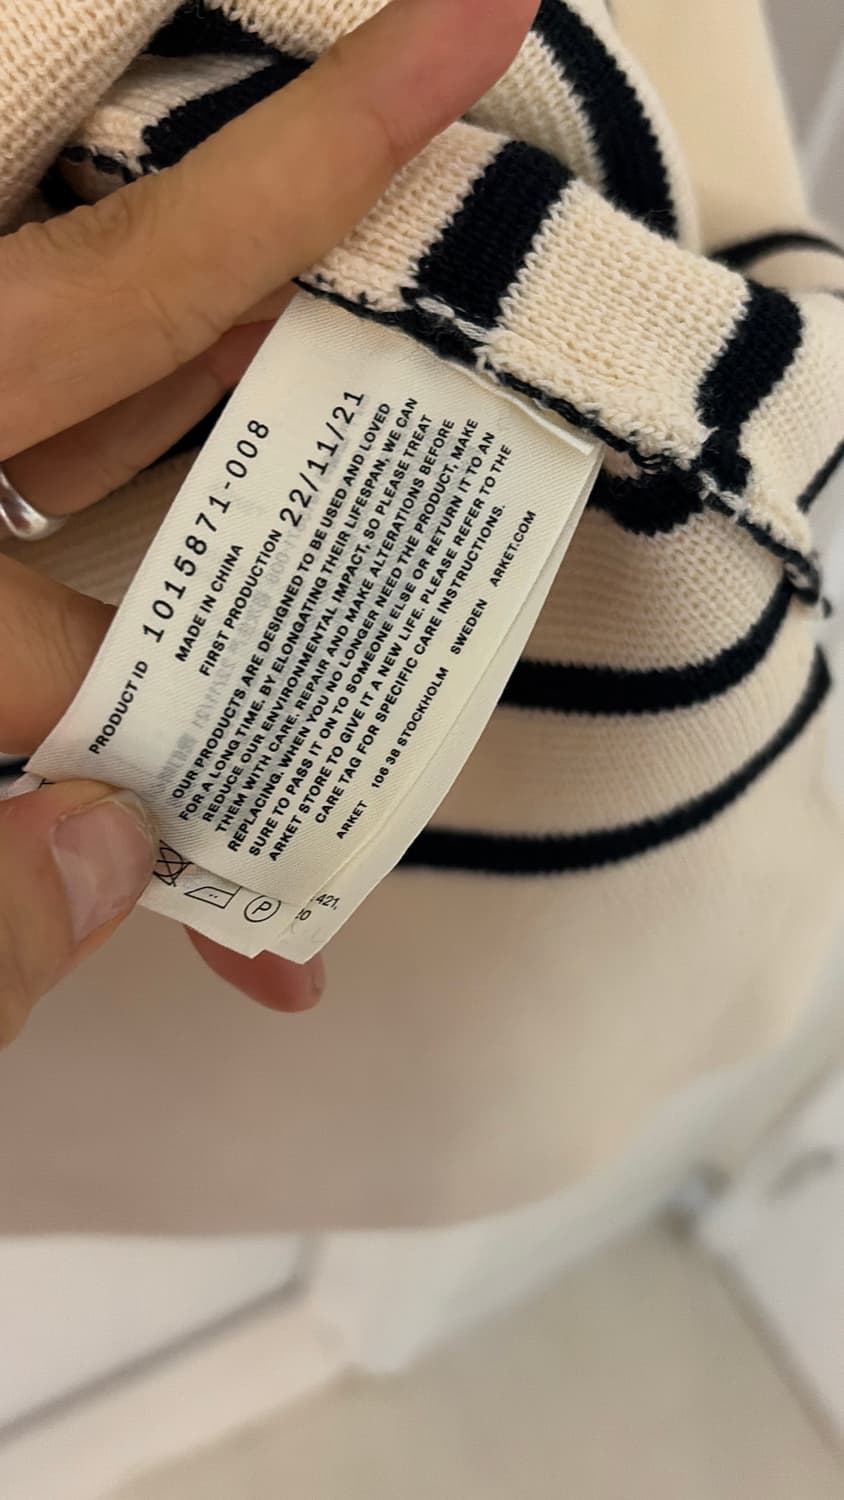 PRODUCT ID 1015871-008
MADE IN CHINA
FIRST PRODUCTION 22/11/21
OUR PRODUCTS ARE DESIGNED TO BE USED AND LOVED
FOR A LONG TIME. BY ELONGATING THEIR LIFESPAN, WE CAN
REDUCE OUR ENVIRONMENTAL IMPACT, SO PLEASE TREAT
THEM WITH CARE. REPAIR AND MAKE ALTERATIONS BEFORE
REPLACING. WHEN YOU NO LONGER NEED THE PRODUCT, MAKE
SURE TO PASS IT ON TO SOMEONE ELSE OR RETURN IT TO AN
ARKET STORE TO GIVE IT A NEW LIFE. PLEASE REFER TO THE
CARE TAG FOR SPECIFIC CARE INSTRUCTIONS.
ARKET 106 38 STOCKHOLM SWEDEN ARKET.COM
P
421,